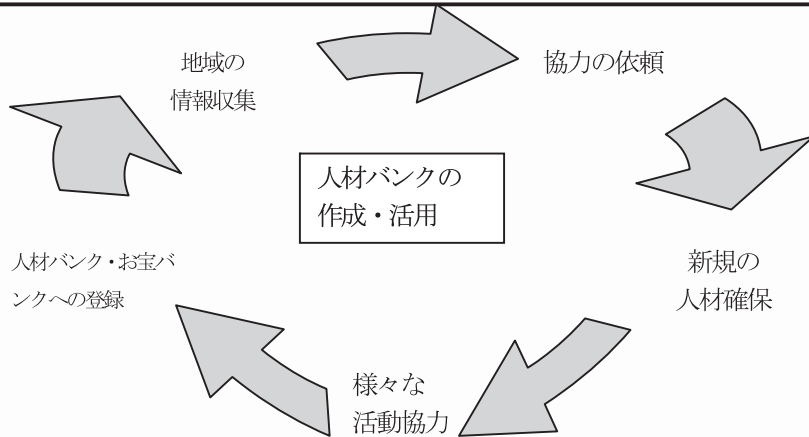 地域の
情報収集
協力の依頼
人材バンクの
作成・活用
新規の
人材確保
人材バンク・お宝バ
ンクへの登録
様々な
活動協力